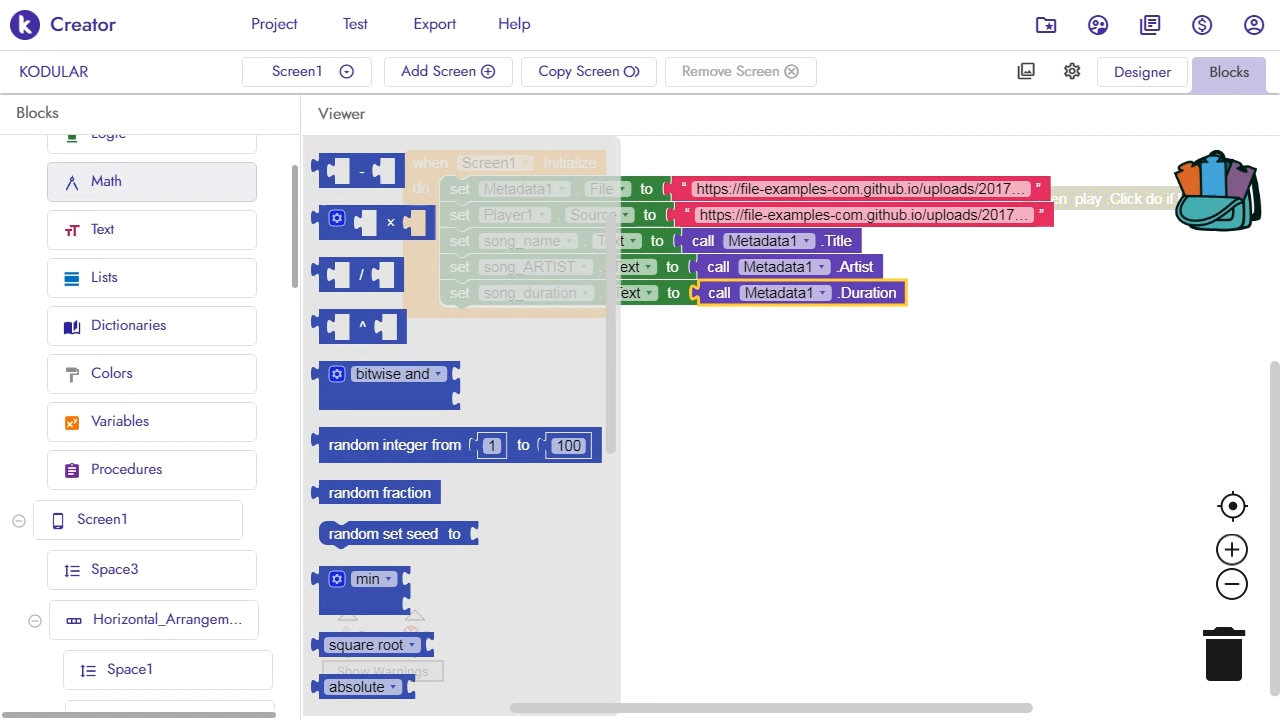 Creator
Project
Test
Export
Help
KODULAR
Screen1
Add Screen
Copy Screen
Remove Screen
Designer
Blocks
Blocks
Viewer
Logic
Math
Text
Lists
Dictionaries
Colors
Variables
Procedures
Screen1
Space3
Horizontal_Arrangem...
Space1
-
×
/
^
bitwise and
random integer from 1 to 100
random fraction
random set seed to
min
square root
absolute
when Screen1 .Initialize
do set Metadata1 . File to " https://file-examples-com.github.io/uploads/2017... "
set Player1 . Source to " https://file-examples-com.github.io/uploads/2017... "
set song_name . Text to call Metadata1 .Title
set song_ARTIST . Text to call Metadata1 .Artist
set song_duration . Text to call Metadata1 .Duration
play .Click do if
Show Warnings